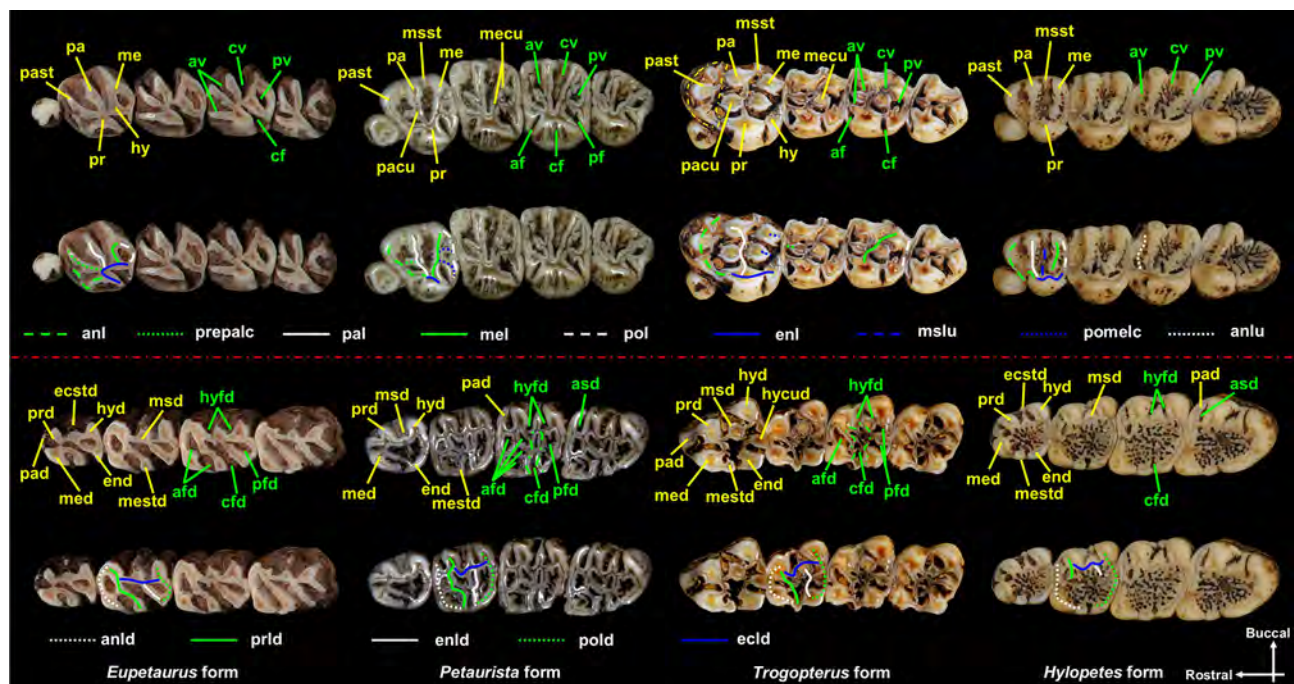 past pa me av cv pv
pr hy cf
past pa msst me mecu av cv pv
pacu pr af cf pf
past pa msst me mecu av cv pv
pacu pr hy af cf
past pa msst me av cv pv
pr
anl prepalc pal mel pol enl mslu pomelc anlu
pad prd ecstd hyd msd hyfd
med end mestd afd cfd pfd
prd msd hyd pad hyfd asd
med end mestd afd cfd pfd
pad prd msd hyd hycud hyfd
med mestd end afd cfd pfd
prd ecstd hyd msd hyfd pad asd
med mestd end cfd
anld prld enld pold ecld
Buccal
Rostral
Eupetaurus form Petaurista form Trogopterus form Hylopetes form